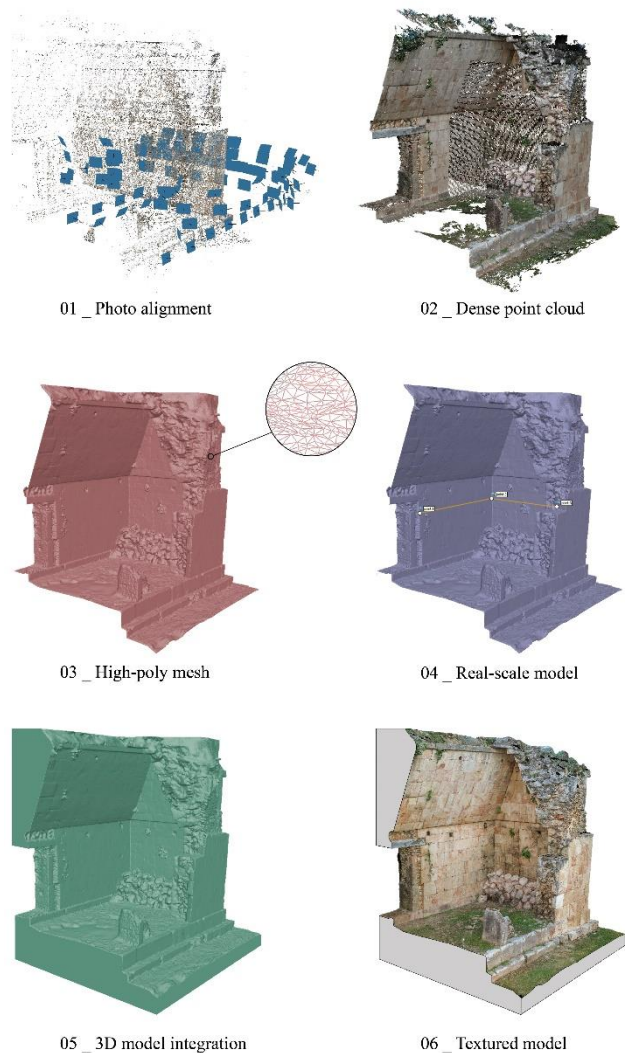 01 _ Photo alignment
02 _ Dense point cloud
03 _ High-poly mesh
04 _ Real-scale model
05 _ 3D model integration
06 _ Textured model